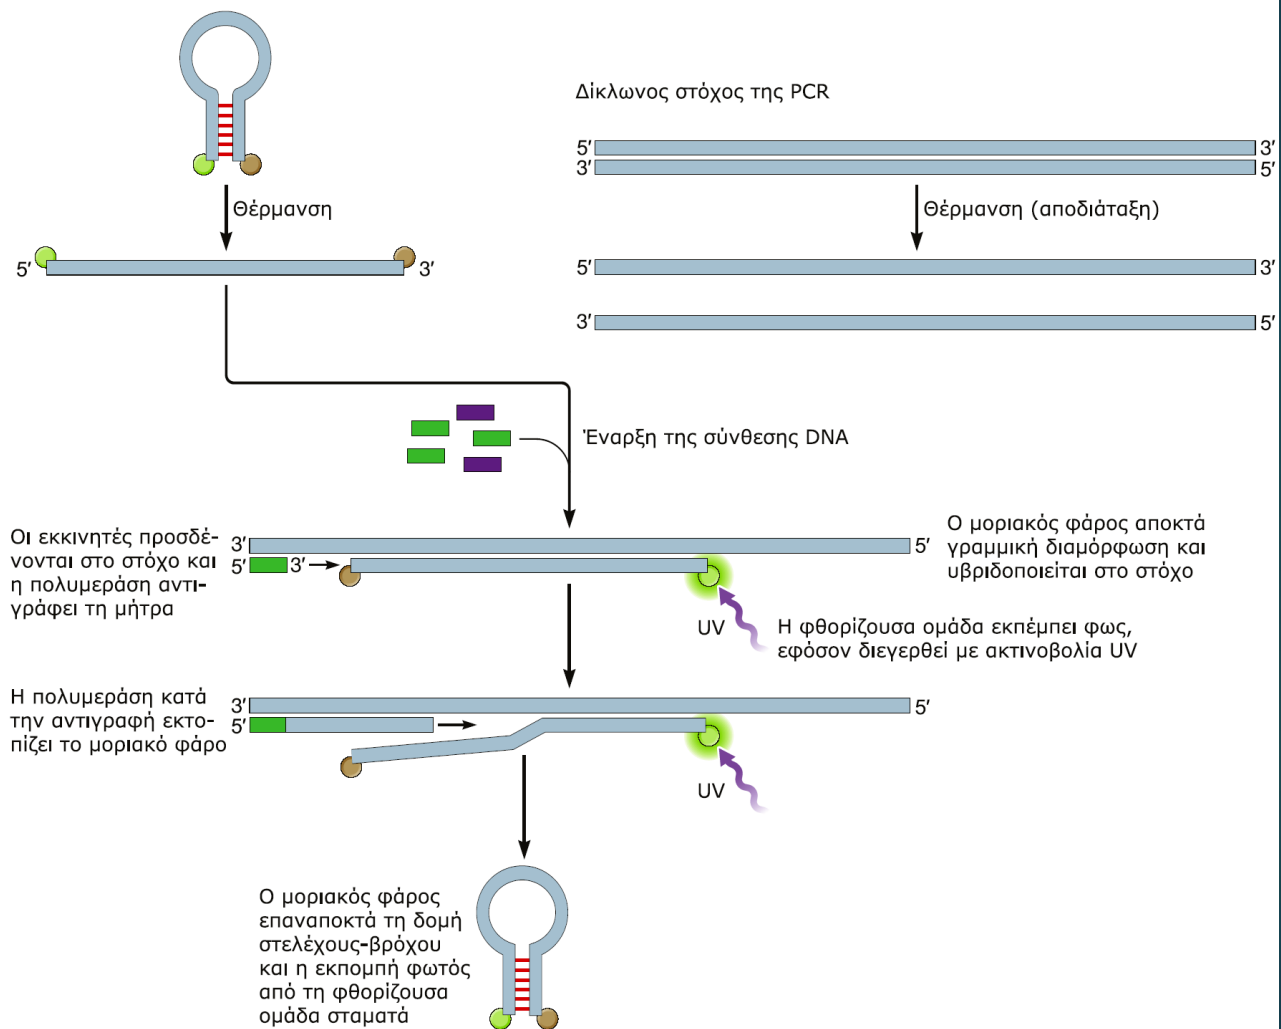 Δίκλωνος στόχος της PCR
5′ 3′
3′ 5′
Θέρμανση
Θέρμανση (αποδιάταξη)
5′ 3′
5′ 3′
3′ 5′
Έναρξη της σύνθεσης DNA
Οι εκκινητές προσδέ-
νονται στο στόχο και
η πολυμεράση αντι-
γράφει τη μήτρα
3′ 5′
5′ 3′
Ο μοριακός φάρος αποκτά
γραμμική διαμόρφωση και
υβριδοποιείται στο στόχο
UV
Η φθορίζουσα ομάδα εκπέμπει φως,
εφόσον διεγερθεί με ακτινοβολία UV
Η πολυμεράση κατά
την αντιγραφή εκτο-
πίζει το μοριακό φάρο
3′ 5′
5′
UV
Ο μοριακός φάρος
επαναποκτά τη δομή
στελέχους-βρόχου
και η εκπομπή φωτός
από τη φθορίζουσα
ομάδα σταματά